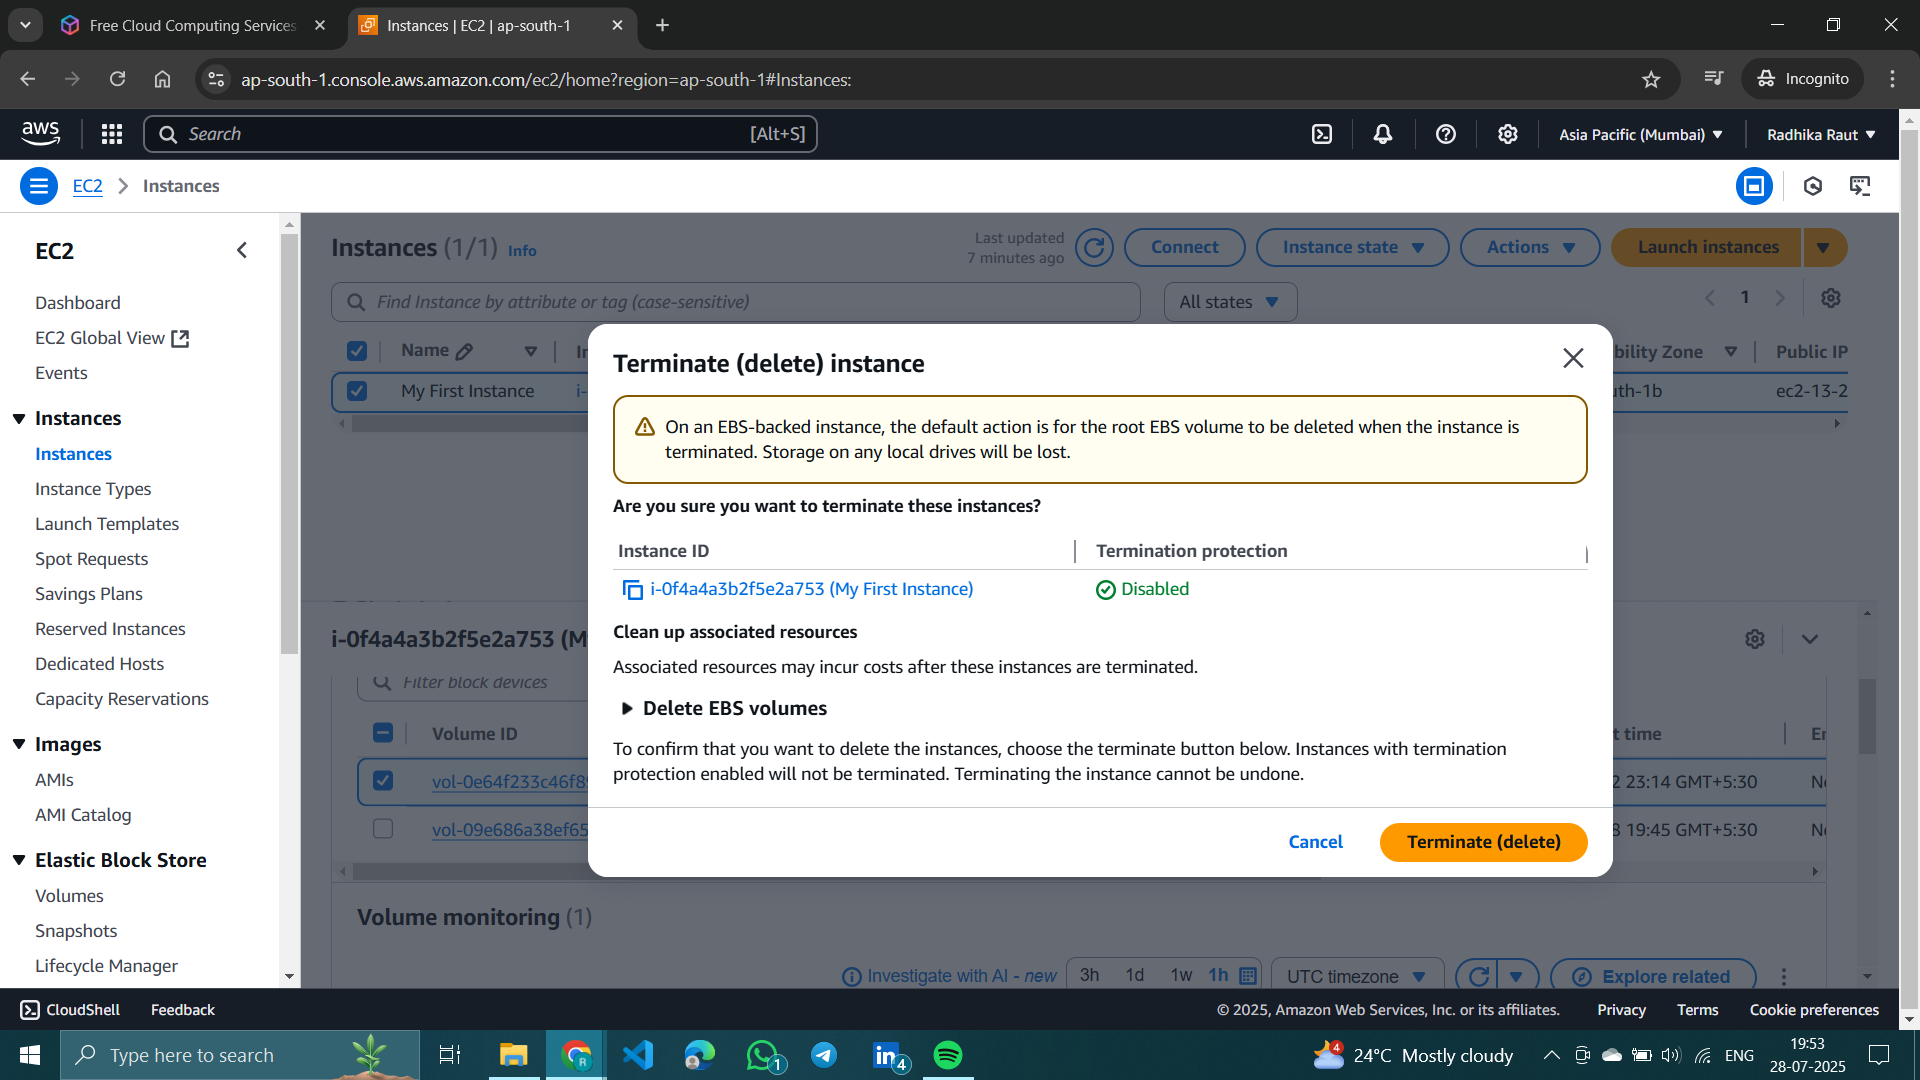 Free Cloud Computing Services
Instances | EC2 | ap-south-1
ap-south-1.console.aws.amazon.com/ec2/home?region=ap-south-1#Instances:
Incognito
aws
Search
[Alt+S]
Asia Pacific (Mumbai)
Radhika Raut
EC2
Instances
EC2
Dashboard
EC2 Global View
Events
Instances
Instances
Instance Types
Launch Templates
Spot Requests
Savings Plans
Reserved Instances
Dedicated Hosts
Capacity Reservations
Images
AMIs
AMI Catalog
Elastic Block Store
Volumes
Snapshots
Lifecycle Manager
Instances (1/1) Info
Last updated
7 minutes ago
Connect
Instance state
Actions
Launch instances
Find Instance by attribute or tag (case-sensitive)
All states
1
Name
bility Zone
Public IP
My First Instance
i-
uth-1b
ec2-13-2
Terminate (delete) instance
On an EBS-backed instance, the default action is for the root EBS volume to be deleted when the instance is
terminated. Storage on any local drives will be lost.
Are you sure you want to terminate these instances?
Instance ID
Termination protection
i-0f4a4a3b2f5e2a753 (My First Instance)
Disabled
Clean up associated resources
Associated resources may incur costs after these instances are terminated.
Delete EBS volumes
To confirm that you want to delete the instances, choose the terminate button below. Instances with termination
protection enabled will not be terminated. Terminating the instance cannot be undone.
Cancel
Terminate (delete)
i-0f4a4a3b2f5e2a753 (M
Filter block devices
Volume ID
t time
vol-0e64f233c46f8
2 23:14 GMT+5:30
vol-09e686a38ef65
8 19:45 GMT+5:30
Volume monitoring (1)
Investigate with AI - new
3h
1d
1w
1h
UTC timezone
Explore related
CloudShell
Feedback
© 2025, Amazon Web Services, Inc. or its affiliates.
Privacy
Terms
Cookie preferences
Type here to search
1
4
4
24°C Mostly cloudy
ENG
19:53
28-07-2025